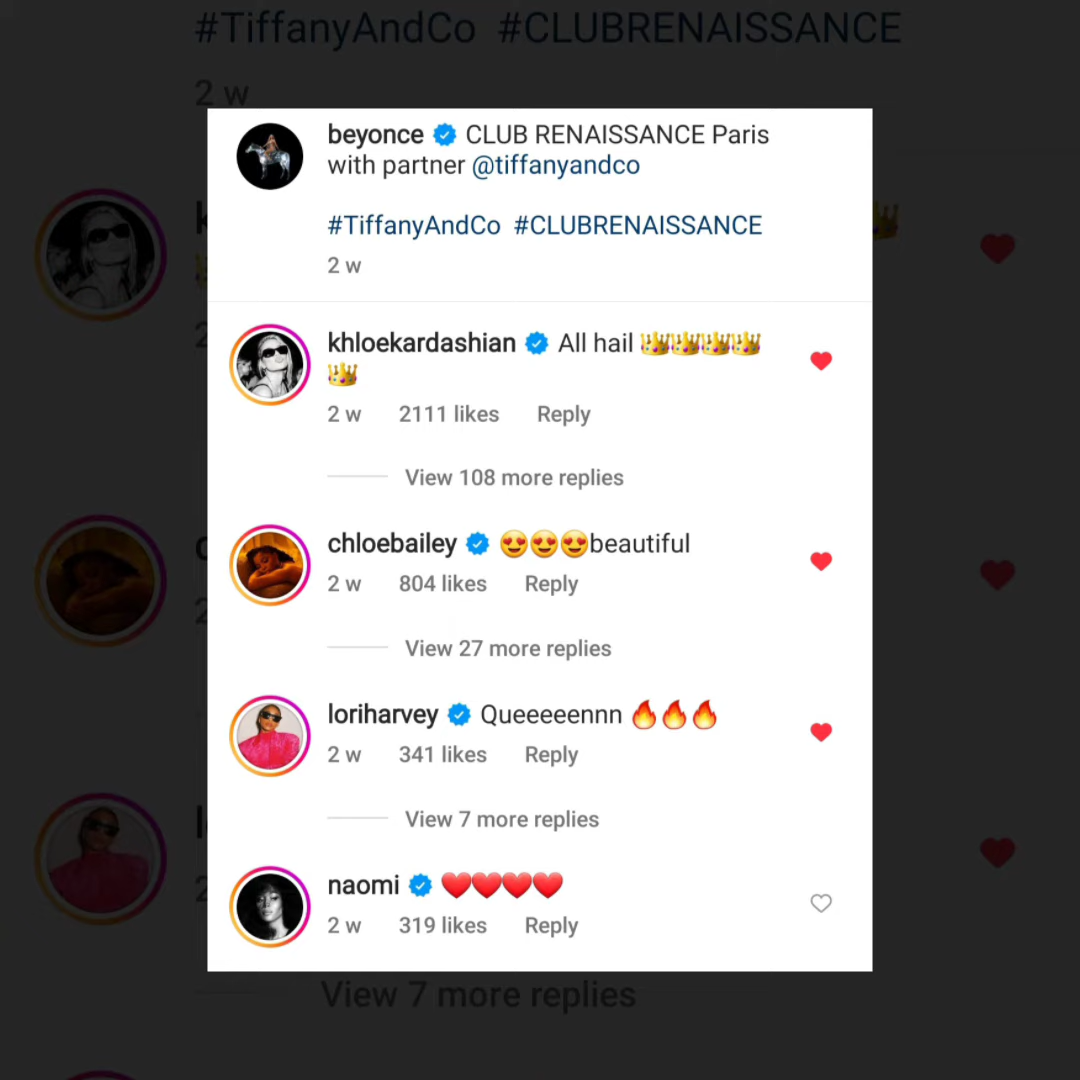 #TiffanyAndCo #CLUBRENAISSANCE
2 w
beyonce CLUB RENAISSANCE Paris
with partner @tiffanyandco
#TiffanyAndCo #CLUBRENAISSANCE
2 w
khloekardashian All hail 👑👑👑👑
👑
2 w 2111 likes Reply
View 108 more replies
chloebailey 😍😍😍beautiful
2 w 804 likes Reply
View 27 more replies
loriharvey Queeeeennn 🔥🔥🔥
2 w 341 likes Reply
View 7 more replies
naomi ❤️❤️❤️❤️
2 w 319 likes Reply
View 7 more replies